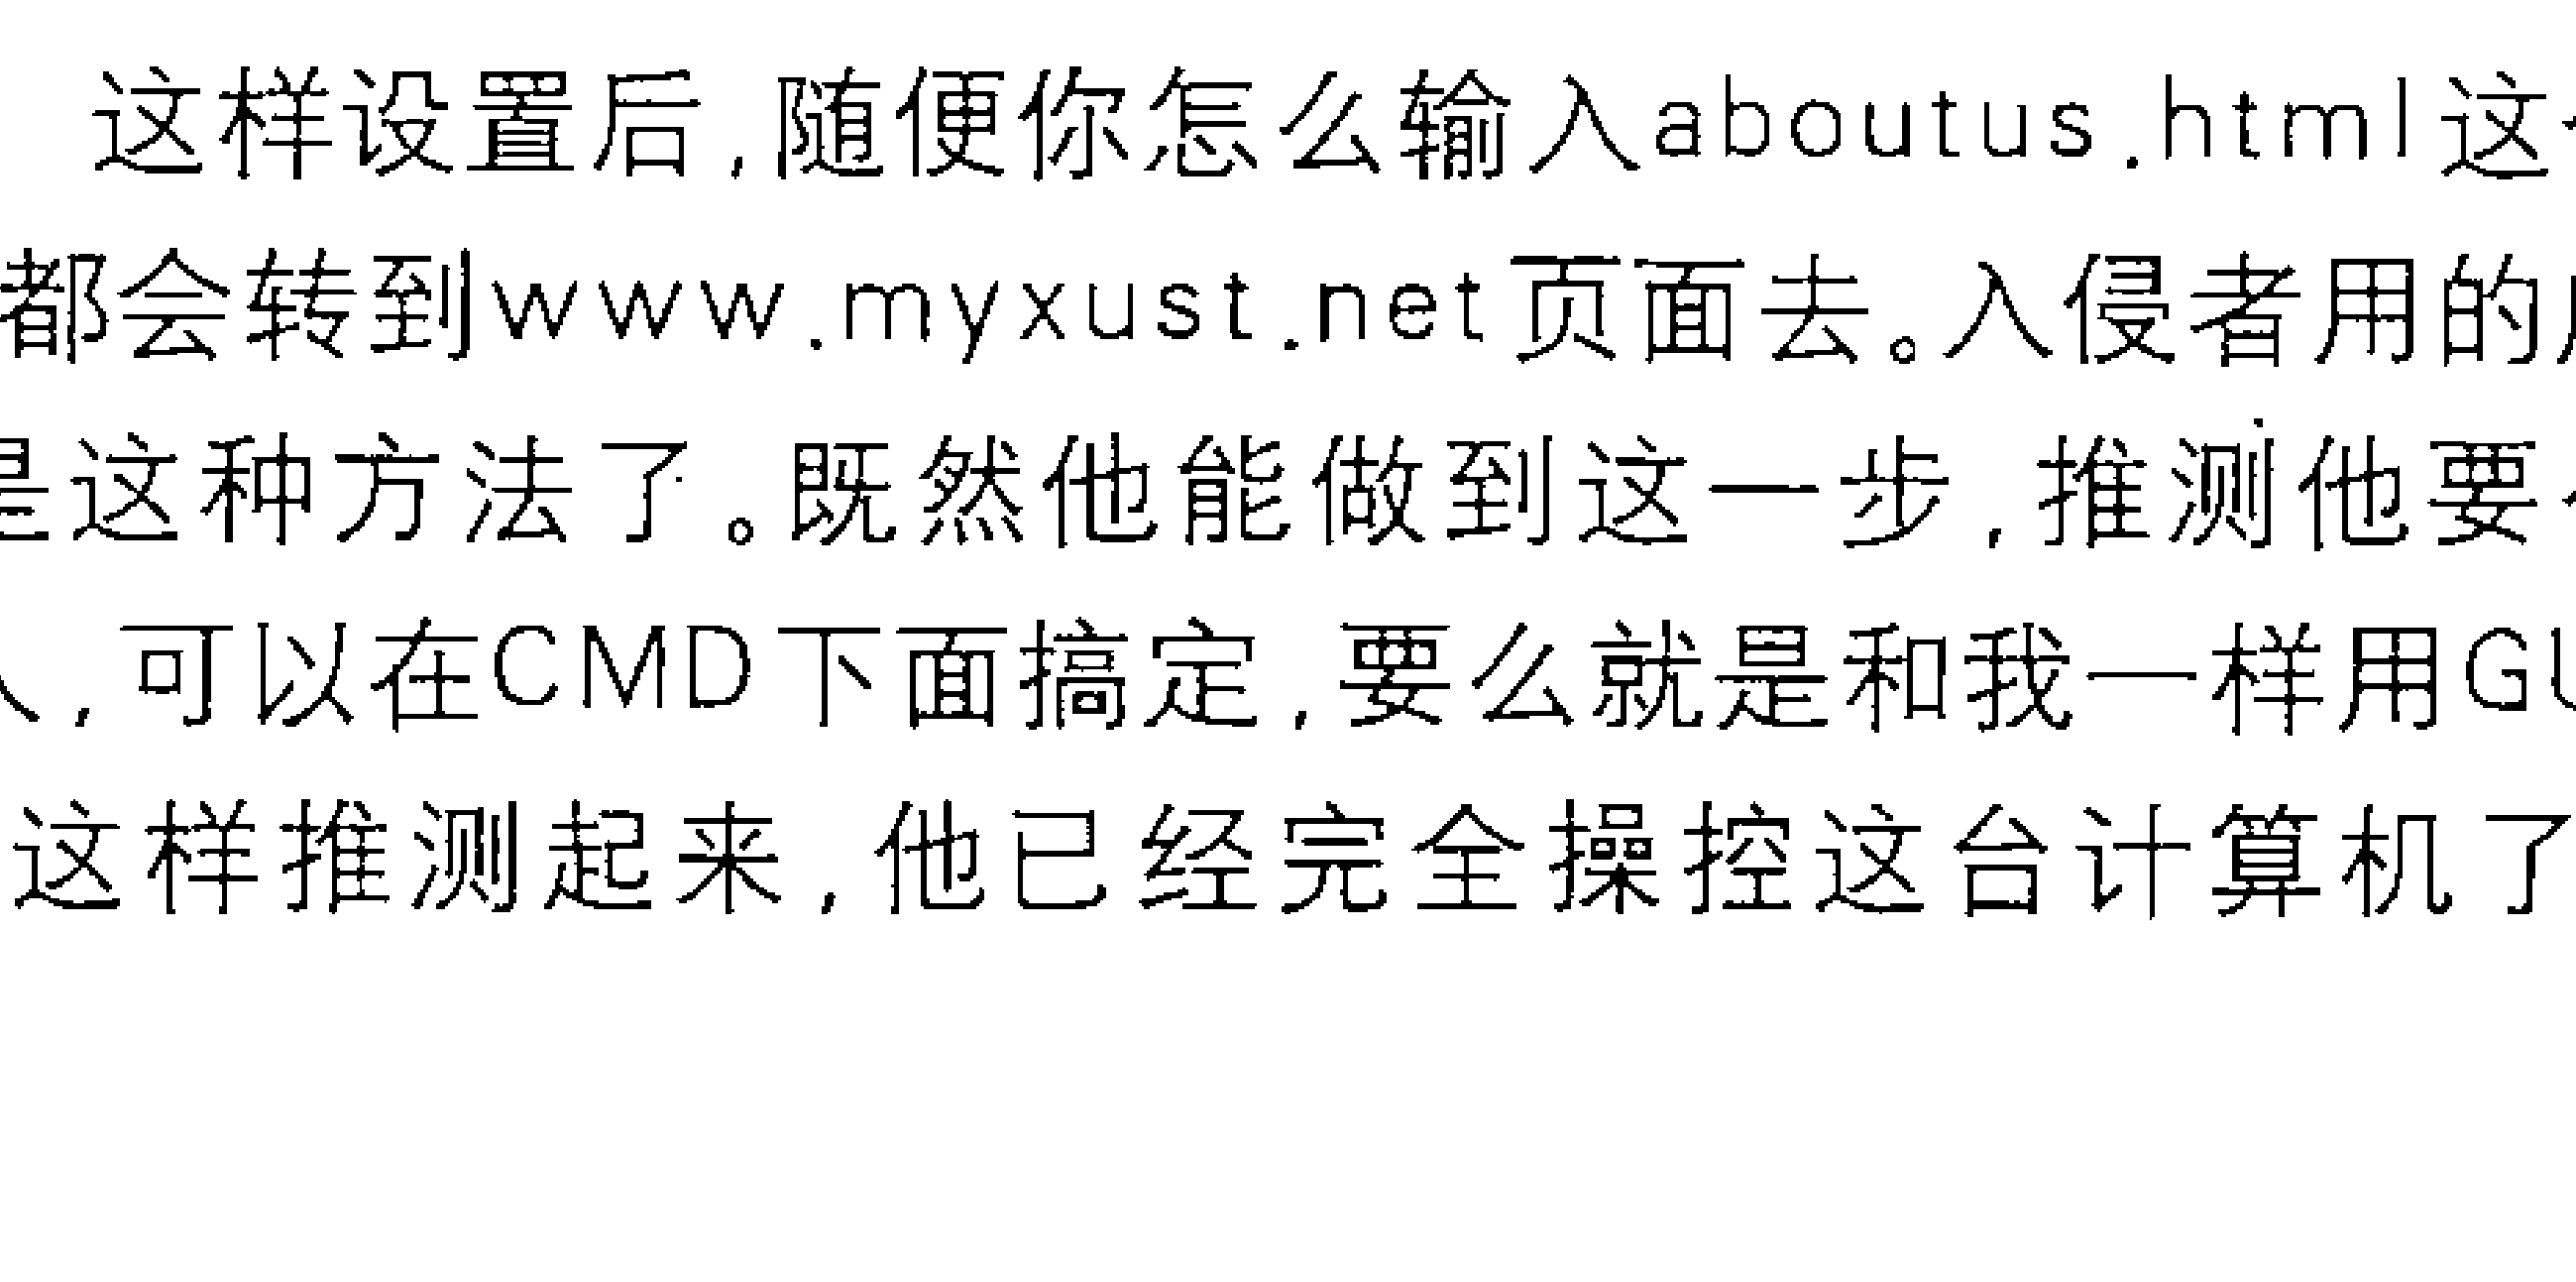 这样设置后,随便你怎么输入aboutus.html这
都会转到www.myxust.net页面去。入侵者用的
是这种方法了。既然他能做到这一步,推测他要
,可以在CMD下面搞定,要么就是和我一样用GU
这样推测起来,他已经完全操控这台计算机了